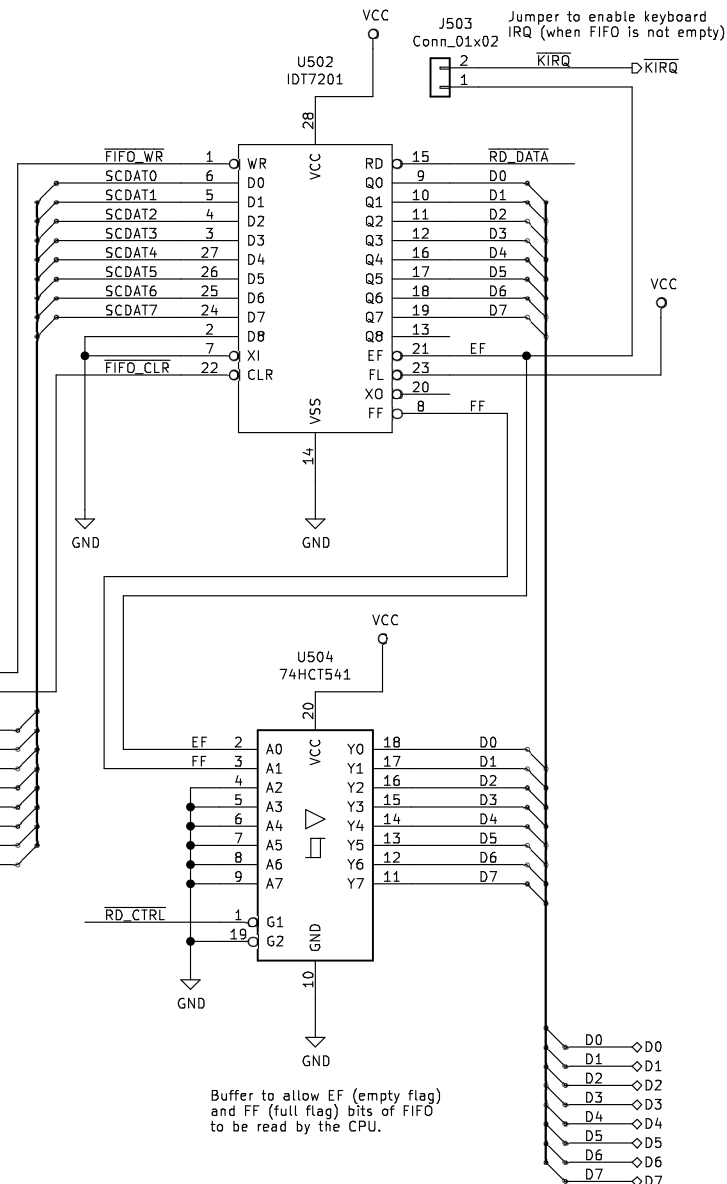 VCC
J503
Conn_01x02
Jumper to enable keyboard
IRQ (when FIFO is not empty)
2 KIRQ KIRQ
1
U502
IDT7201
28
VCC
FIFO_WR 1 WR RD 15 RD_DATA
SCDAT0 6 D0 Q0 9 D0
SCDAT1 5 D1 Q1 10 D1
SCDAT2 4 D2 Q2 11 D2
SCDAT3 3 D3 Q3 12 D3
SCDAT4 27 D4 Q4 16 D4
SCDAT5 26 D5 Q5 17 D5
SCDAT6 25 D6 Q6 18 D6
SCDAT7 24 D7 Q7 19 D7
VCC
2 D8 Q8 13
7 XI EF 21 EF
FIFO_CLR 22 CLR FL 23
XO 20
FF 8 FF
VSS
14
GND
GND
VCC
U504
74HCT541
20
VCC
EF 2 A0 Y0 18 D0
FF 3 A1 Y1 17 D1
4 A2 Y2 16 D2
5 A3 Y3 15 D3
6 A4 Y4 14 D4
7 A5 Y5 13 D5
8 A6 Y6 12 D6
9 A7 Y7 11 D7
RD_CTRL 1 G1
19 G2
GND
10
GND
GND
D0 D0
D1 D1
D2 D2
D3 D3
D4 D4
D5 D5
D6 D6
D7 D7
Buffer to allow EF (empty flag)
and FF (full flag) bits of FIFO
to be read by the CPU.